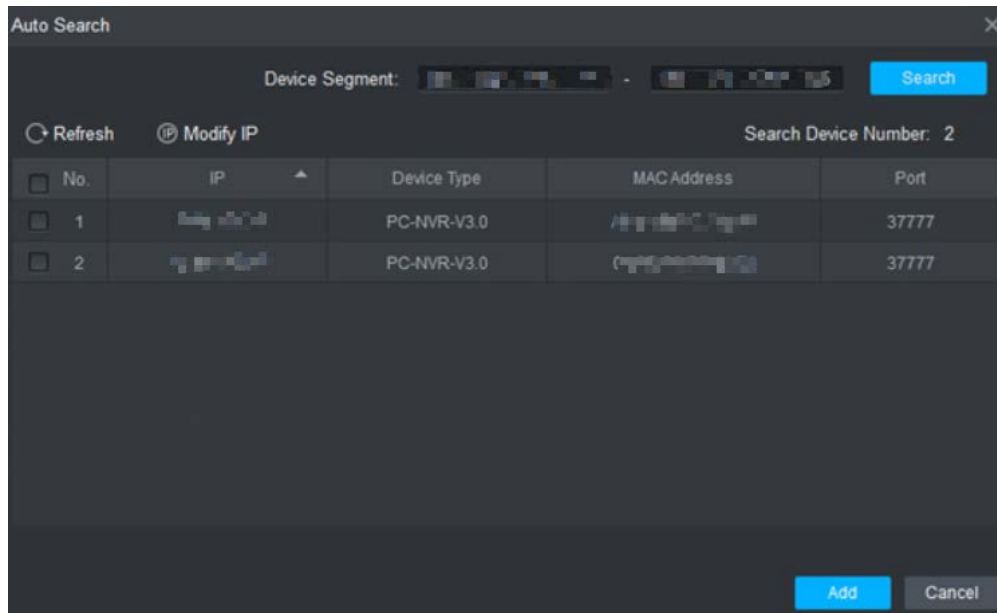 Auto Search
Device Segment: - Search
Refresh Modify IP Search Device Number: 2
No. IP Device Type MAC Address Port
1 PC-NVR-V3.0 37777
2 PC-NVR-V3.0 37777
Add Cancel